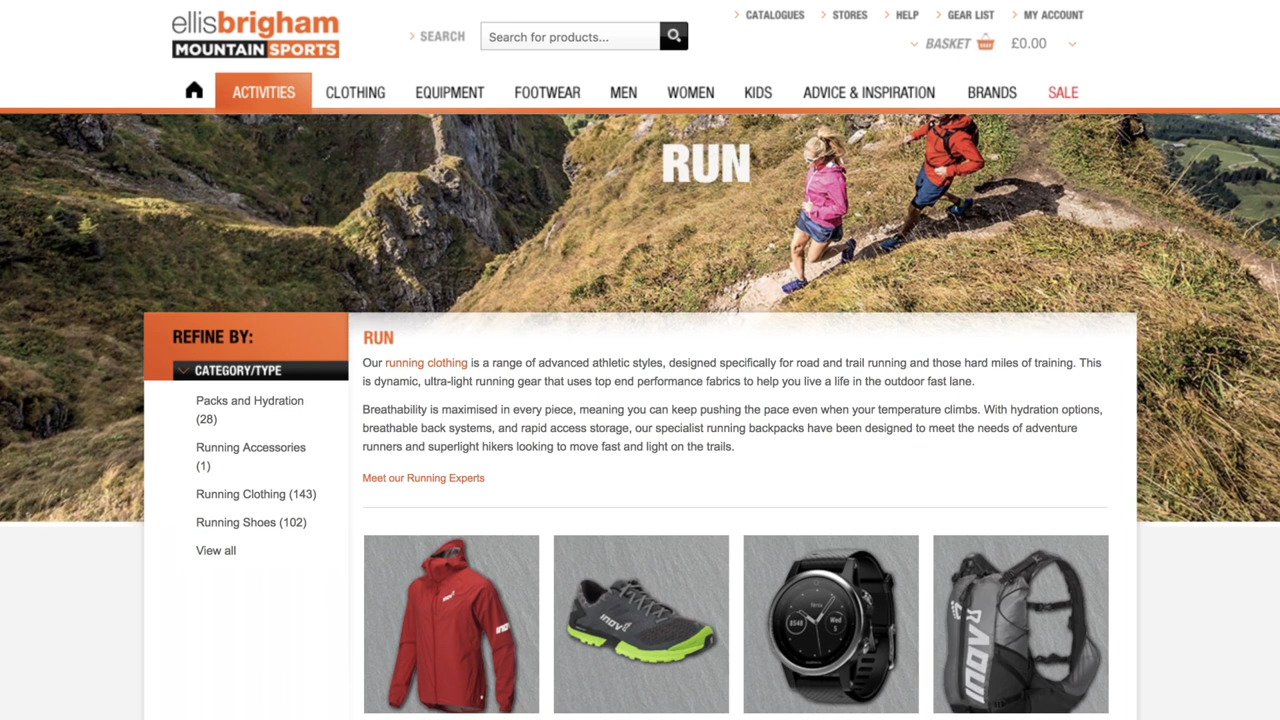 ellisbrigham
MOUNTAIN SPORTS
SEARCH
Search for products...
CATALOGUES
STORES
HELP
GEAR LIST
MY ACCOUNT
BASKET
£0.00
ACTIVITIES
CLOTHING
EQUIPMENT
FOOTWEAR
MEN
WOMEN
KIDS
ADVICE & INSPIRATION
BRANDS
SALE
RUN
REFINE BY:
CATEGORY/TYPE
Packs and Hydration
(28)
Running Accessories
(1)
Running Clothing (143)
Running Shoes (102)
View all
RUN
Our running clothing is a range of advanced athletic styles, designed specifically for road and trail running and those hard miles of training. This
is dynamic, ultra-light running gear that uses top end performance fabrics to help you live a life in the outdoor fast lane.
Breathability is maximised in every piece, meaning you can keep pushing the pace even when your temperature climbs. With hydration options,
breathable back systems, and rapid access storage, our specialist running backpacks have been designed to meet the needs of adventure
runners and superlight hikers looking to move fast and light on the trails.
Meet our Running Experts
INOV
INOV